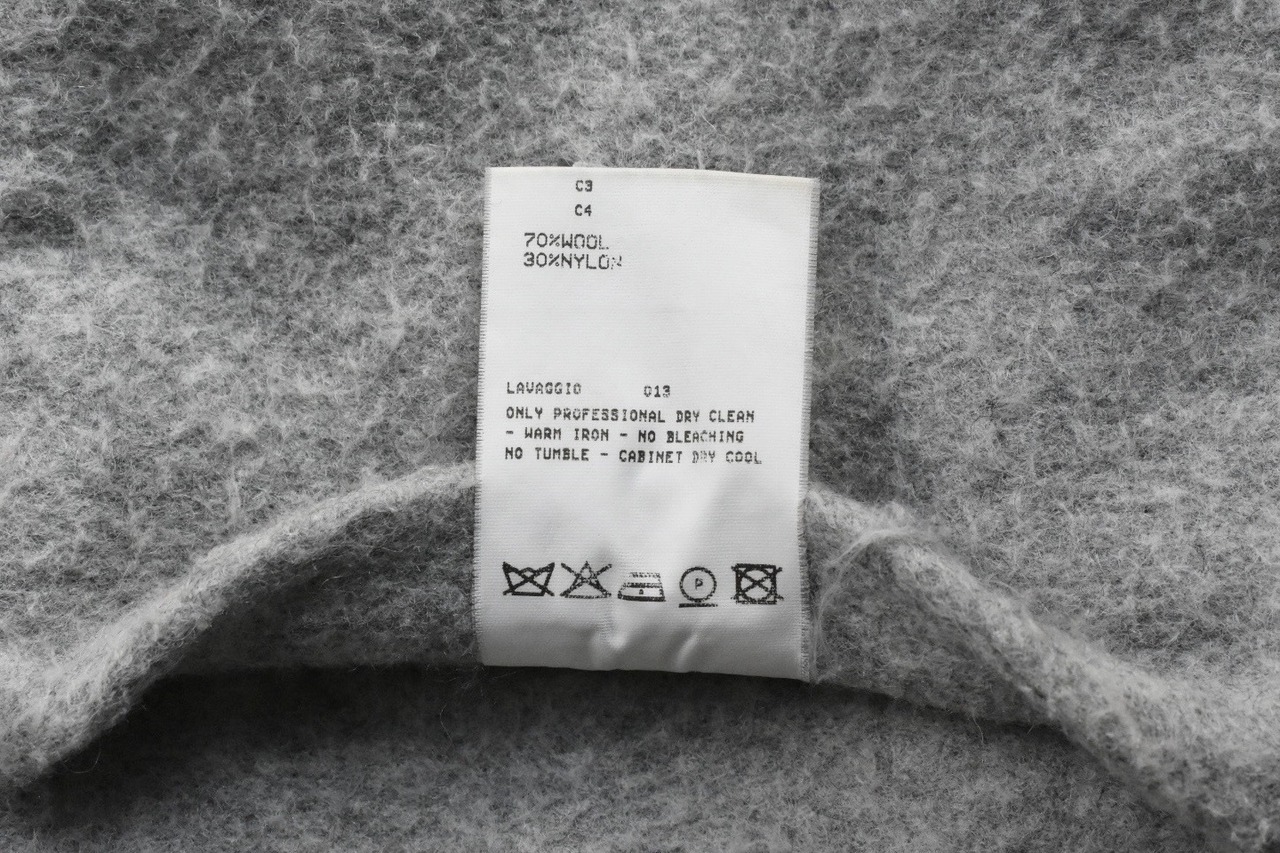 C3
C4
70%WOOL
30%NYLON
LAVAGGIO 013
ONLY PROFESSIONAL DRY CLEAN
- WARM IRON - NO BLEACHING
NO TUMBLE - CABINET DRY COOL
P